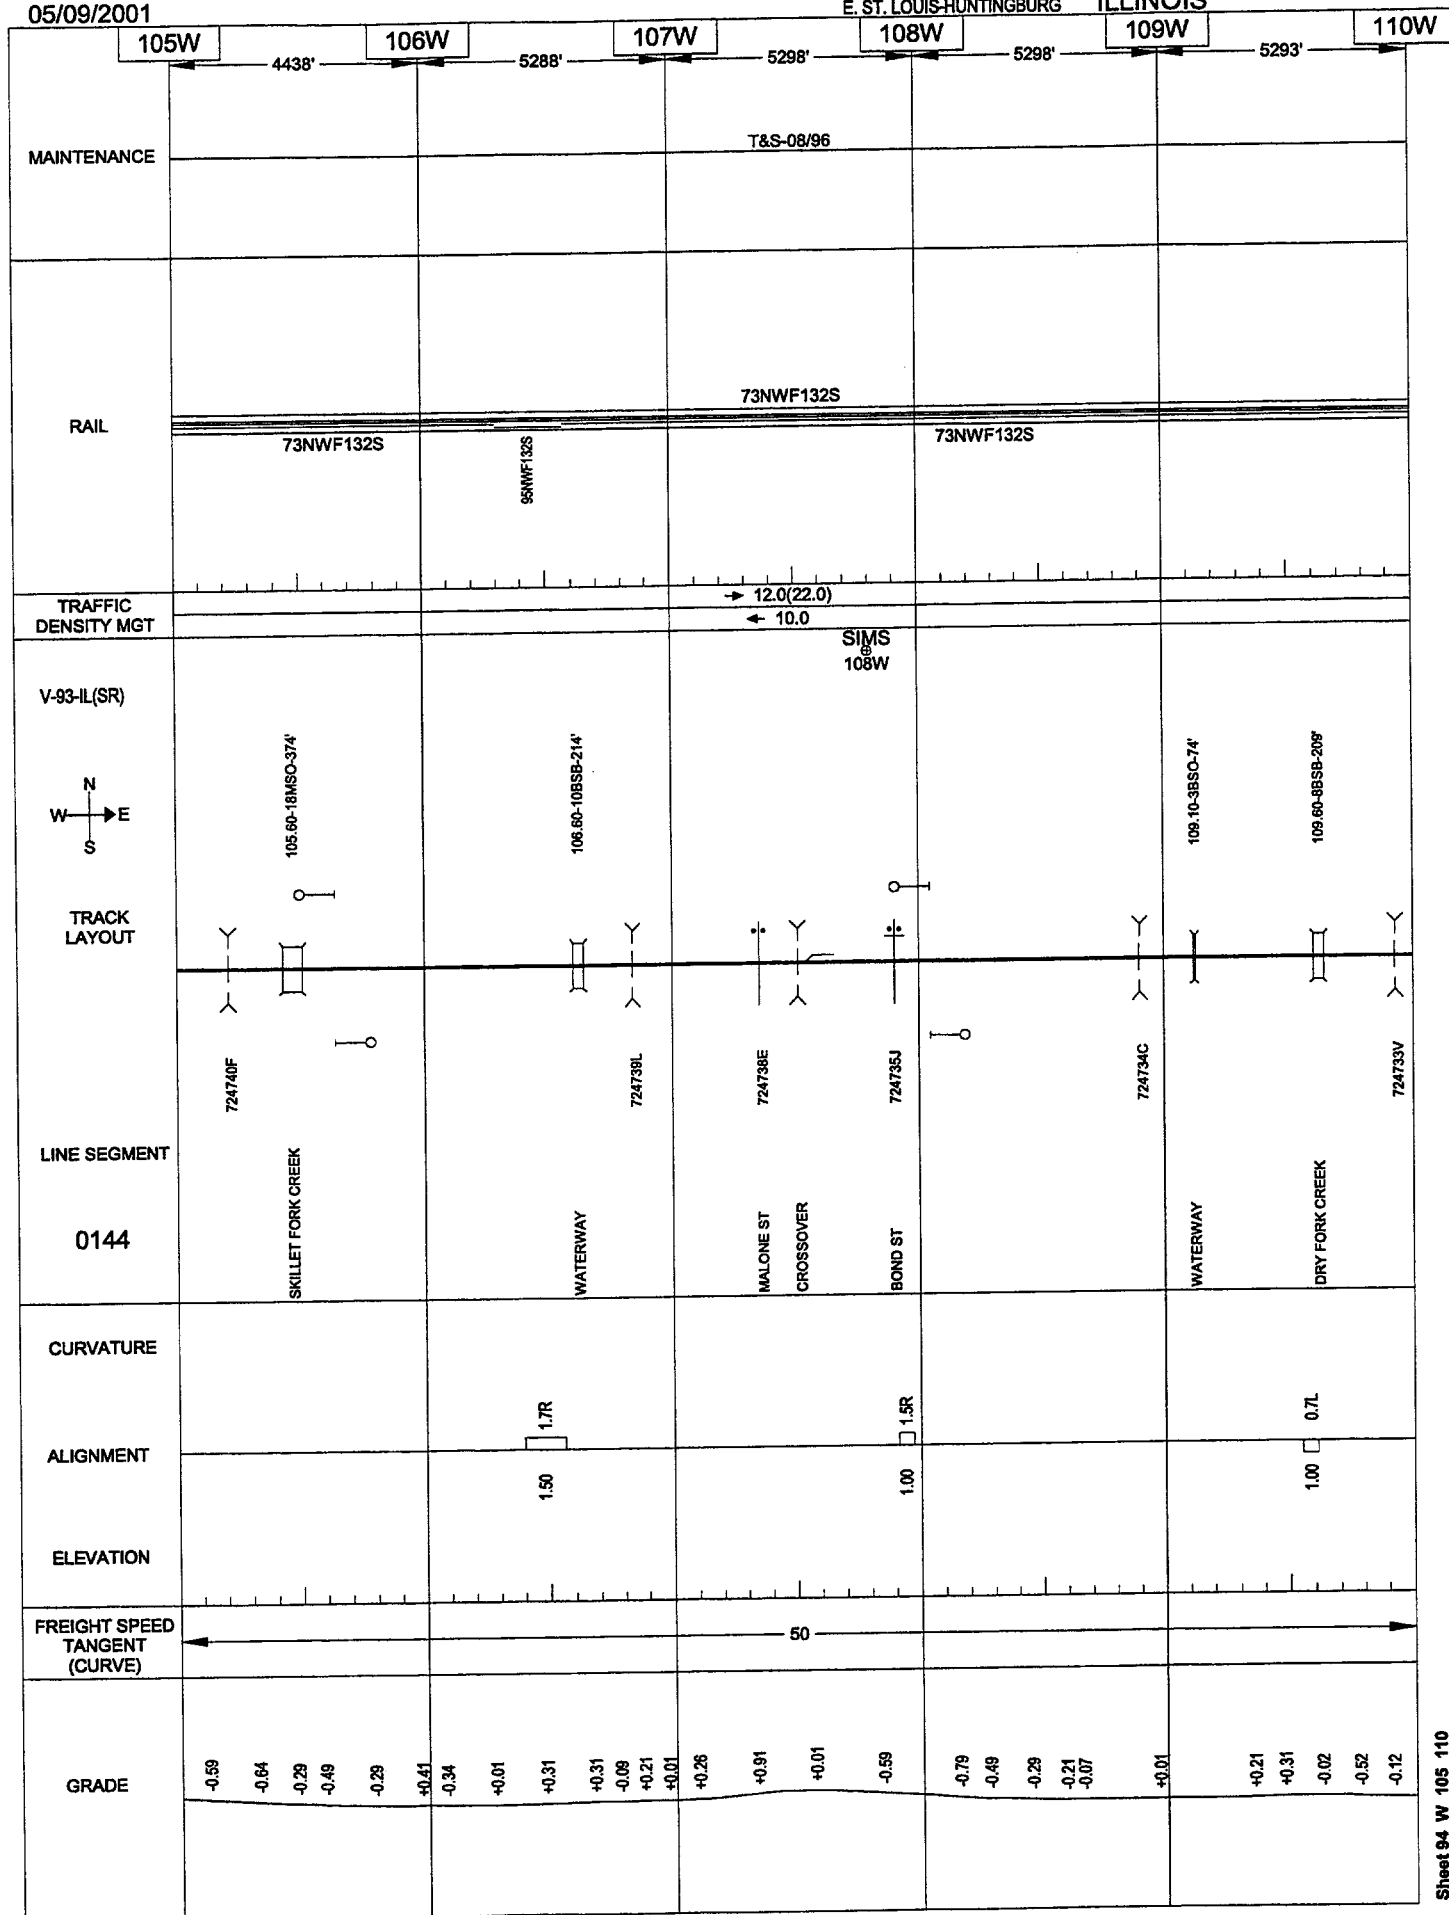 05/09/2001
E. ST. LOUIS-HUNTINGBURG ILLINOIS
105W 106W 107W 108W 109W 110W
4438' 5288' 5298' 5298' 5293'
MAINTENANCE
T&S-08/96
RAIL
73NWF132S
73NWF132S
73NWF132S
95NWF132S
TRAFFIC
DENSITY MGT
12.0(22.0)
10.0
SIMS
108W
V-93-IL(SR)
N
W E
S
105.60-18MSO-374'
106.60-10BSB-214'
109.10-3BSO-74'
109.60-8BSB-209'
TRACK
LAYOUT
724740F
724739L
724738E
724735J
724734C
724733V
LINE SEGMENT
0144
SKILLET FORK CREEK
WATERWAY
MALONE ST
CROSSOVER
BOND ST
WATERWAY
DRY FORK CREEK
CURVATURE
1.7R
1.5R
0.7L
ALIGNMENT
1.50
1.00
1.00
ELEVATION
FREIGHT SPEED
TANGENT
(CURVE)
50
GRADE
-0.59
-0.64
-0.29
-0.49
-0.29
+0.41
-0.34
+0.01
+0.31
+0.31
-0.09
+0.21
+0.01
+0.26
+0.91
+0.01
-0.59
-0.79
-0.49
-0.29
-0.21
-0.07
+0.01
+0.21
+0.31
-0.02
-0.52
-0.12
Sheet 94 W 105 110